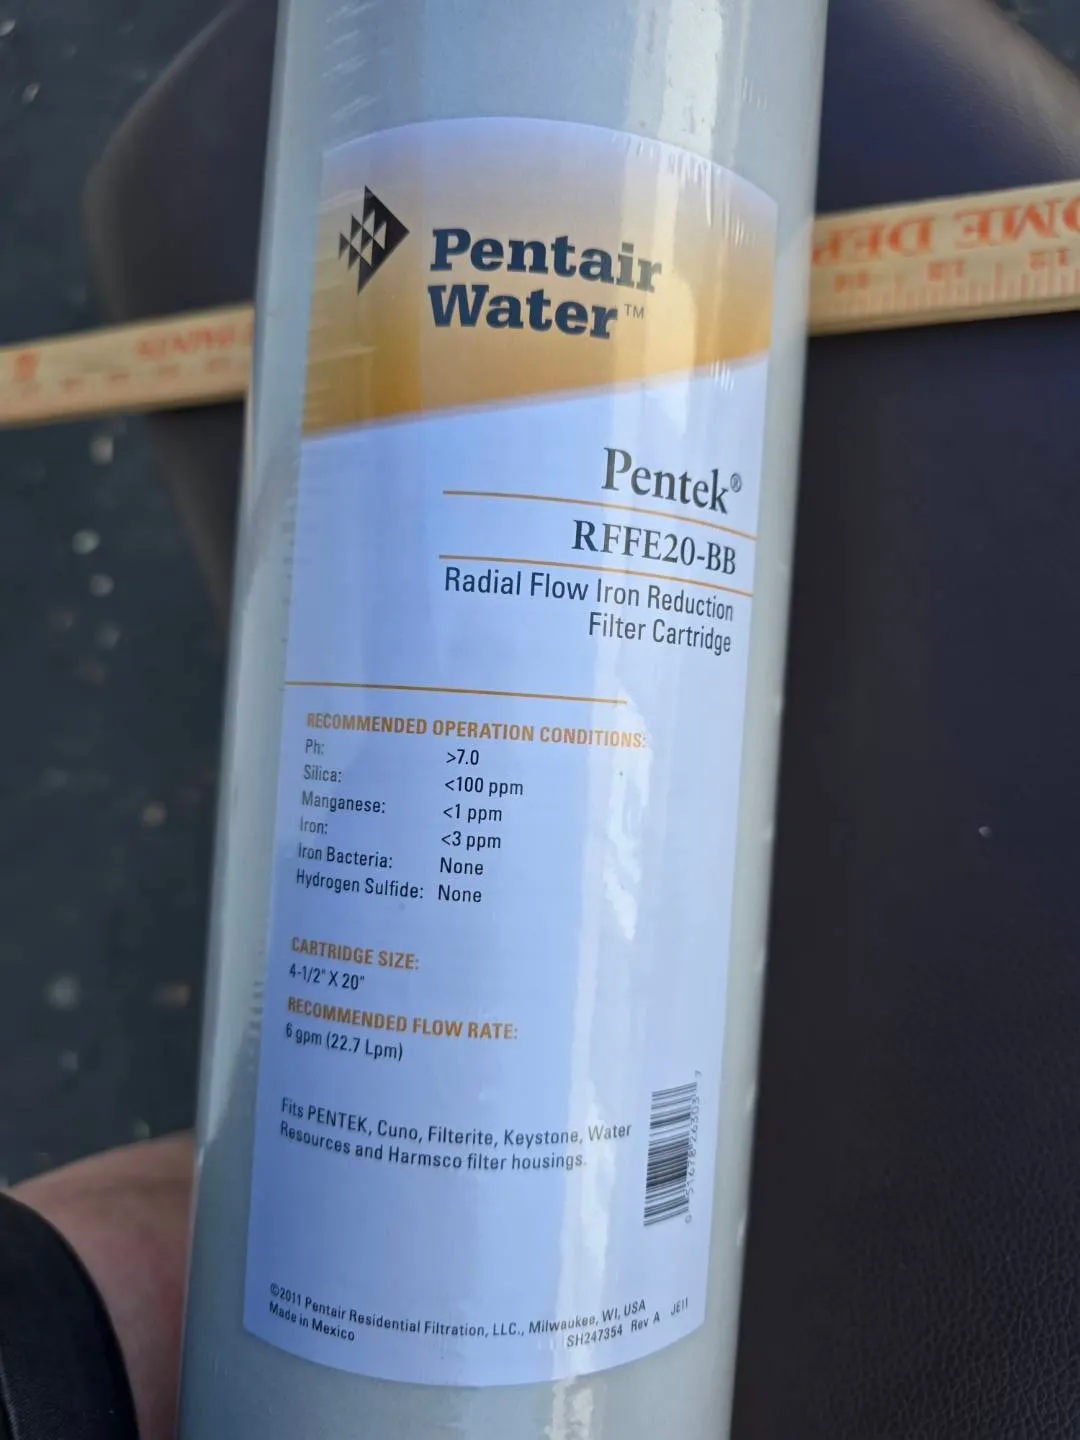 Pentair
Water™
Pentek®
RFFE20-BB
Radial Flow Iron Reduction
Filter Cartridge
RECOMMENDED OPERATION CONDITIONS:
Ph: >7.0
Silica: <100 ppm
Manganese: <1 ppm
Iron: <3 ppm
Iron Bacteria: None
Hydrogen Sulfide: None
CARTRIDGE SIZE:
4-1/2" X 20"
RECOMMENDED FLOW RATE:
6 gpm (22.7 Lpm)
Fits PENTEK, Cuno, Filterite, Keystone, Water
Resources and Harmsco filter housings.
©2011 Pentair Residential Filtration, LLC., Milwaukee, WI, USA
Made in Mexico
SH247354 Rev A JE11
OME DEP